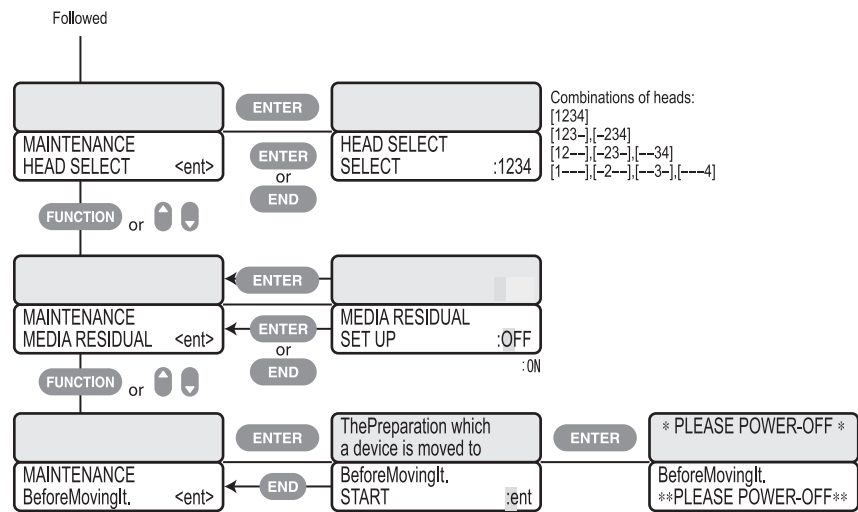 Followed
ENTER
MAINTENANCE
HEAD SELECT <ent>
ENTER
or
END
HEAD SELECT
SELECT :1234
Combinations of heads:
[1234]
[123–],[–234]
[12––],[–23–],[––34]
[1–––],[–2––],[––3–],[–––4]
FUNCTION or
ENTER
MAINTENANCE
MEDIA RESIDUAL <ent>
ENTER
or
END
MEDIA RESIDUAL
SET UP :OFF
: ON
FUNCTION or
ENTER
ThePreparation which
a device is moved to
ENTER
* PLEASE POWER-OFF *
MAINTENANCE
BeforeMovingIt. <ent>
END
BeforeMovingIt.
START :ent
BeforeMovingIt.
**PLEASE POWER-OFF**